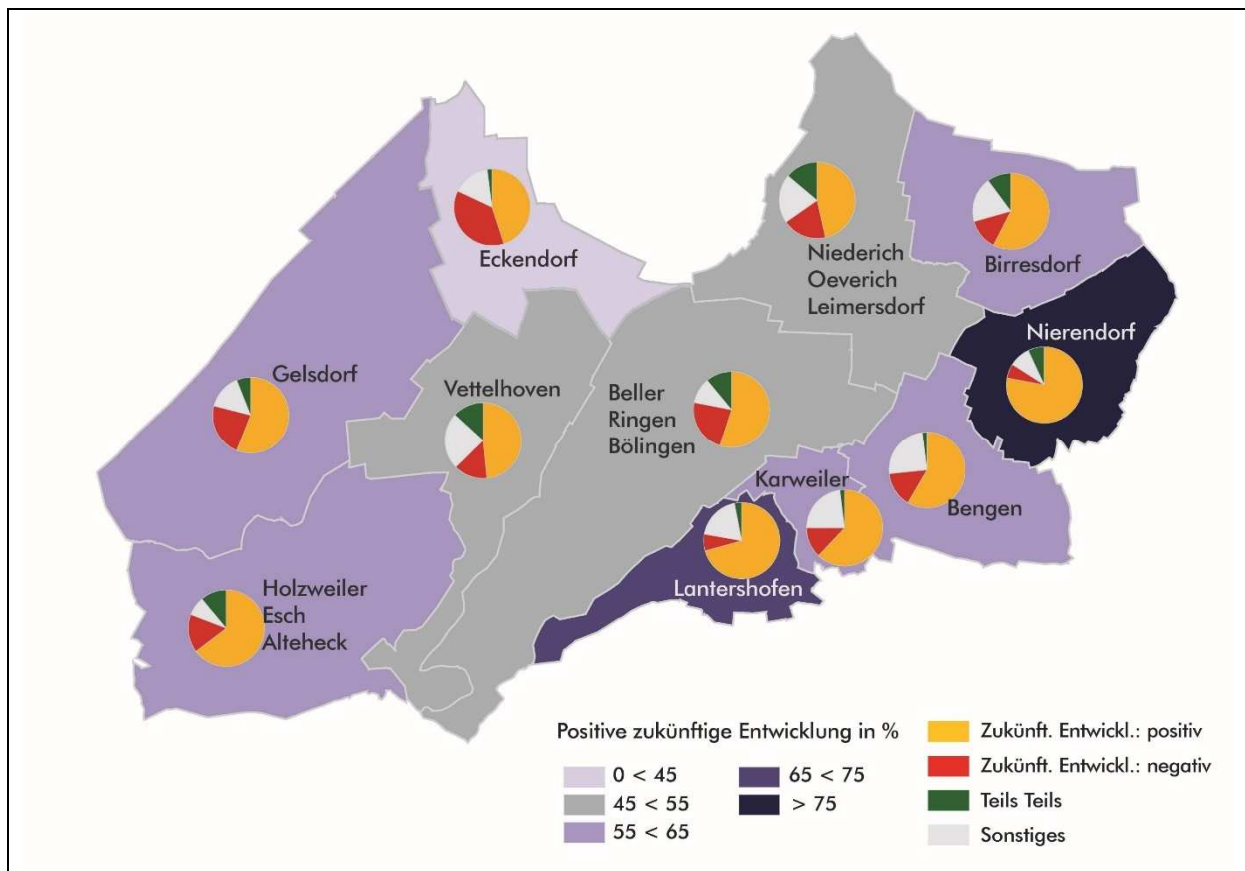 Eckendorf
Niederich
Oeverich
Leimersdorf
Birresdorf
Nierendorf
Gelsdorf
Vettelhoven
Beller
Ringen
Bölingen
Karweiler
Bengen
Lantershofen
Holzweiler
Esch
Alteheck
Positive zukünftige Entwicklung in %
0 < 45
45 < 55
55 < 65
65 < 75
> 75
Zukünft. Entwickl.: positiv
Zukünft. Entwickl.: negativ
Teils Teils
Sonstiges